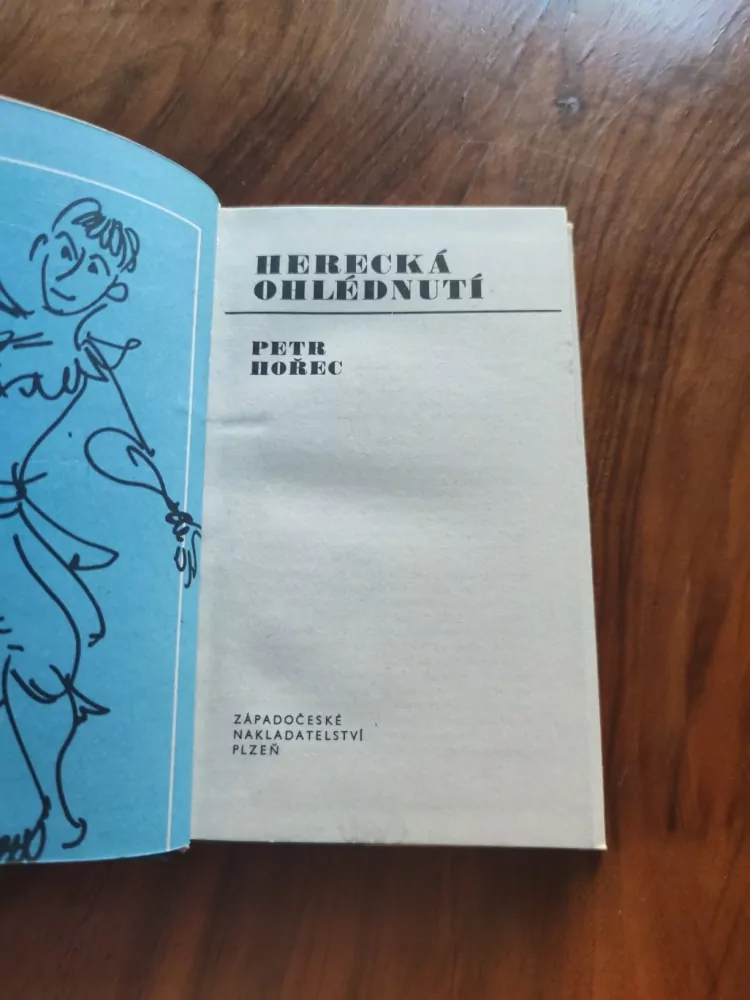 HERECKÁ
OHLÉDNUTÍ
PETR
HOŘEC
ZÁPADOČESKÉ
NAKLADATELSTVÍ
PLZEŇ